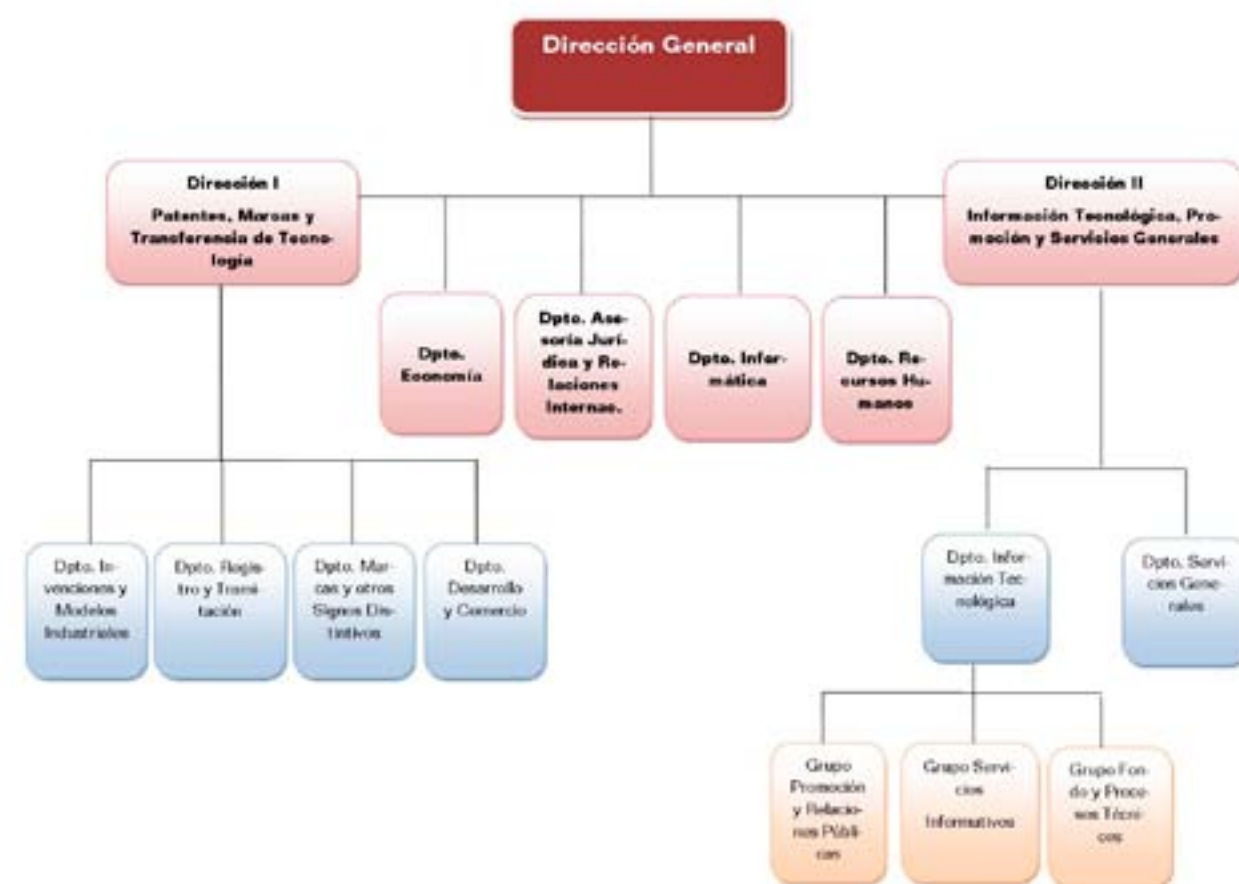 Dirección General
Dirección I
Patentes, Marcas y
Transferencia de Tecno-
logía
Dirección II
Información Tecnológica, Pro-
moción y Servicios Generales
Dpto.
Economía
Dpto. Ase-
soría Jurí-
dica y Re-
laciones
Internac.
Dpto. Infor-
mática
Dpto. Re-
cursos Hu-
manos
Dpto. In-
venciones y
Modelos
Industriales
Dpto. Regis-
tro y Trami-
tación
Dpto. Mar-
cas y otros
Signos Dis-
tintivos
Dpto.
Desarrollo
y Comercio
Dpto. Infor-
mación Tec-
nológica
Dpto. Servi-
cios Gene-
rales
Grupo
Promoción
y Relacio-
nes Públi-
cas
Grupo Servi-
cios
Informativos
Grupo Fon-
do y Proce-
sos Técni-
cos